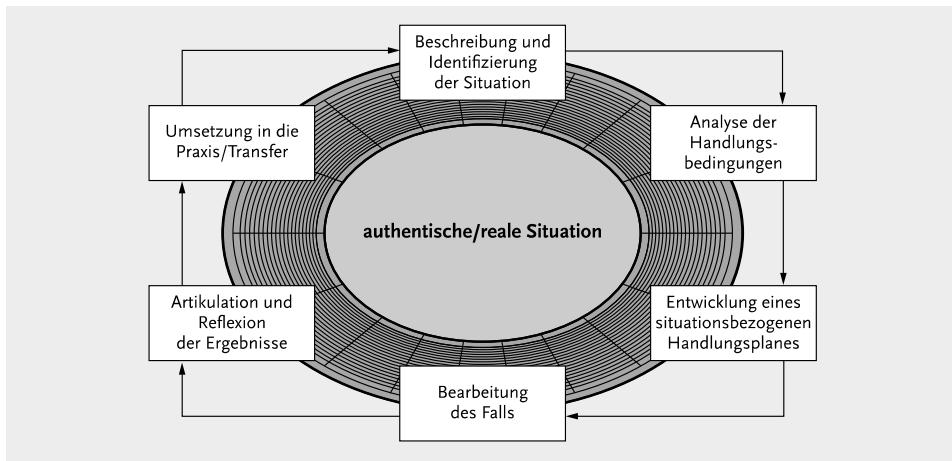 Beschreibung und
Identifizierung
der Situation
Analyse der
Handlungs-
bedingungen
Entwicklung eines
situationsbezogenen
Handlungsplanes
Bearbeitung
des Falls
Artikulation und
Reflexion
der Ergebnisse
Umsetzung in die
Praxis/Transfer
authentische/reale Situation